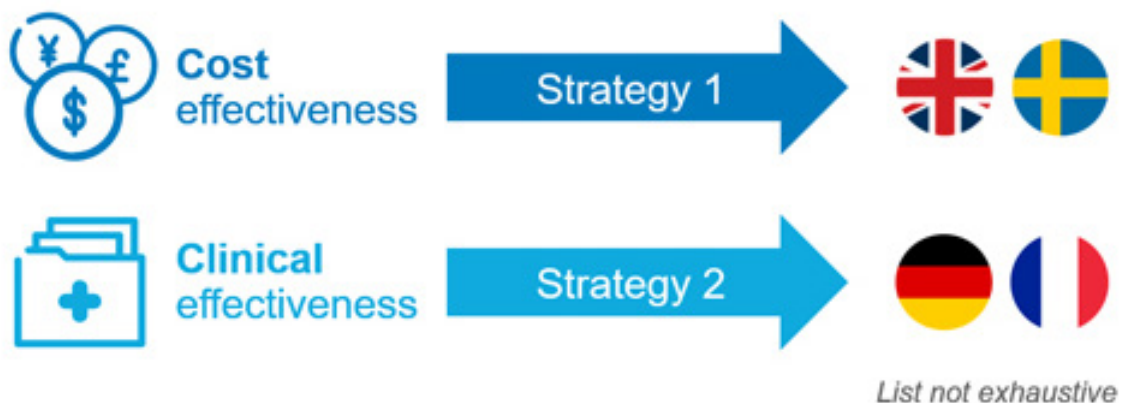 ¥
£
$
Cost
effectiveness
Strategy 1
Clinical
effectiveness
Strategy 2
List not exhaustive